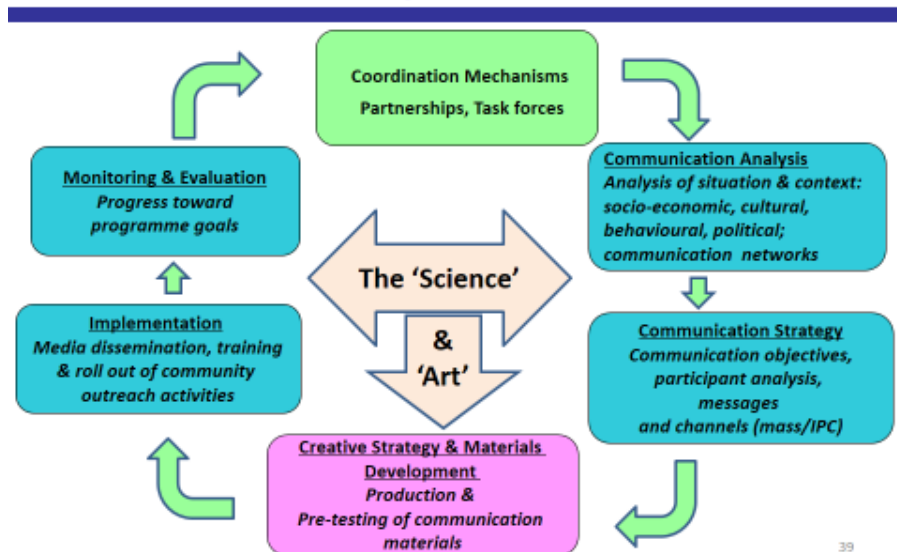 Coordination Mechanisms
Partnerships, Task forces
Communication Analysis
Analysis of situation & context:
socio-economic, cultural,
behavioural, political;
communication networks
Communication Strategy
Communication objectives,
participant analysis,
messages
and channels (mass/IPC)
Creative Strategy & Materials
Development
Production &
Pre-testing of communication
materials
Implementation
Media dissemination, training
& roll out of community
outreach activities
Monitoring & Evaluation
Progress toward
programme goals
The ‘Science’
&
‘Art’
39